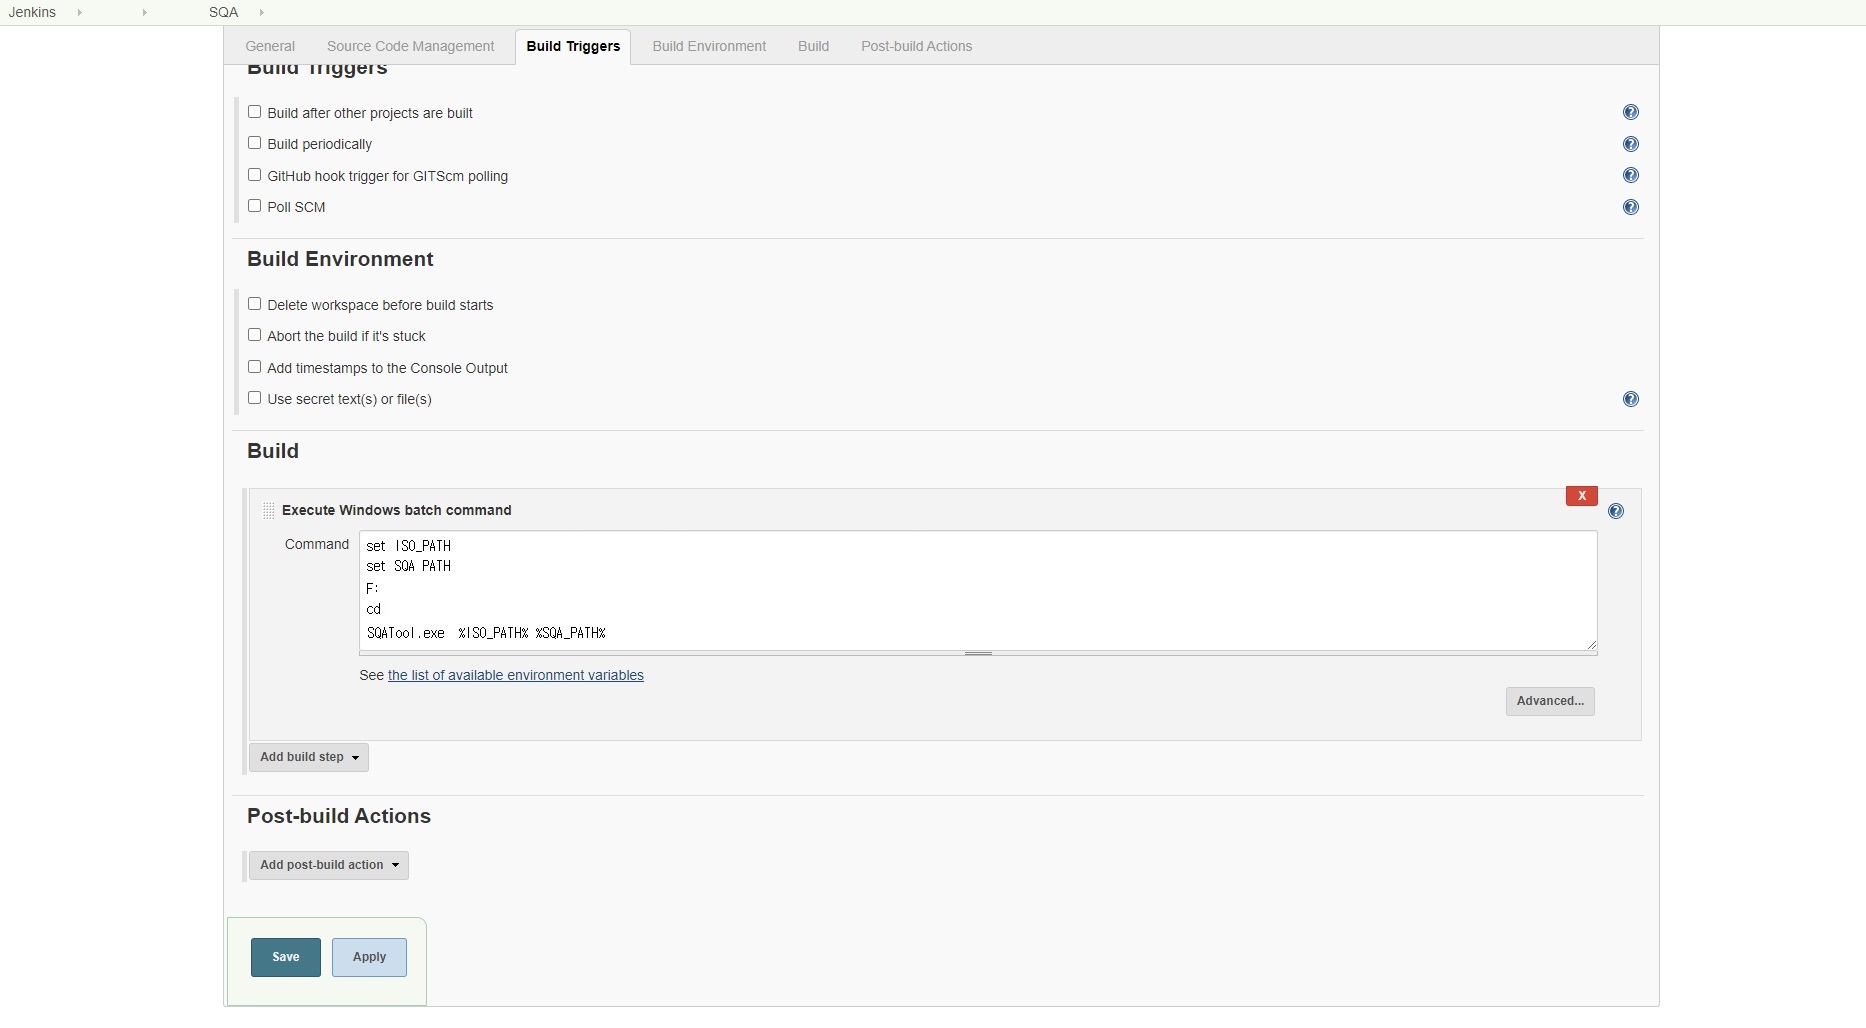 Jenkins
SQA
General Source Code Management Build Triggers Build Environment Build Post-build Actions
Build Triggers
Build after other projects are built
Build periodically
GitHub hook trigger for GITScm polling
Poll SCM
Build Environment
Delete workspace before build starts
Abort the build if it's stuck
Add timestamps to the Console Output
Use secret text(s) or file(s)
Build
X
Execute Windows batch command
Command
set ISO_PATH
set SQA PATH
F:
cd
SQATool.exe %ISO_PATH% %SQA_PATH%
See the list of available environment variables
Advanced...
Add build step
Post-build Actions
Add post-build action
Save Apply